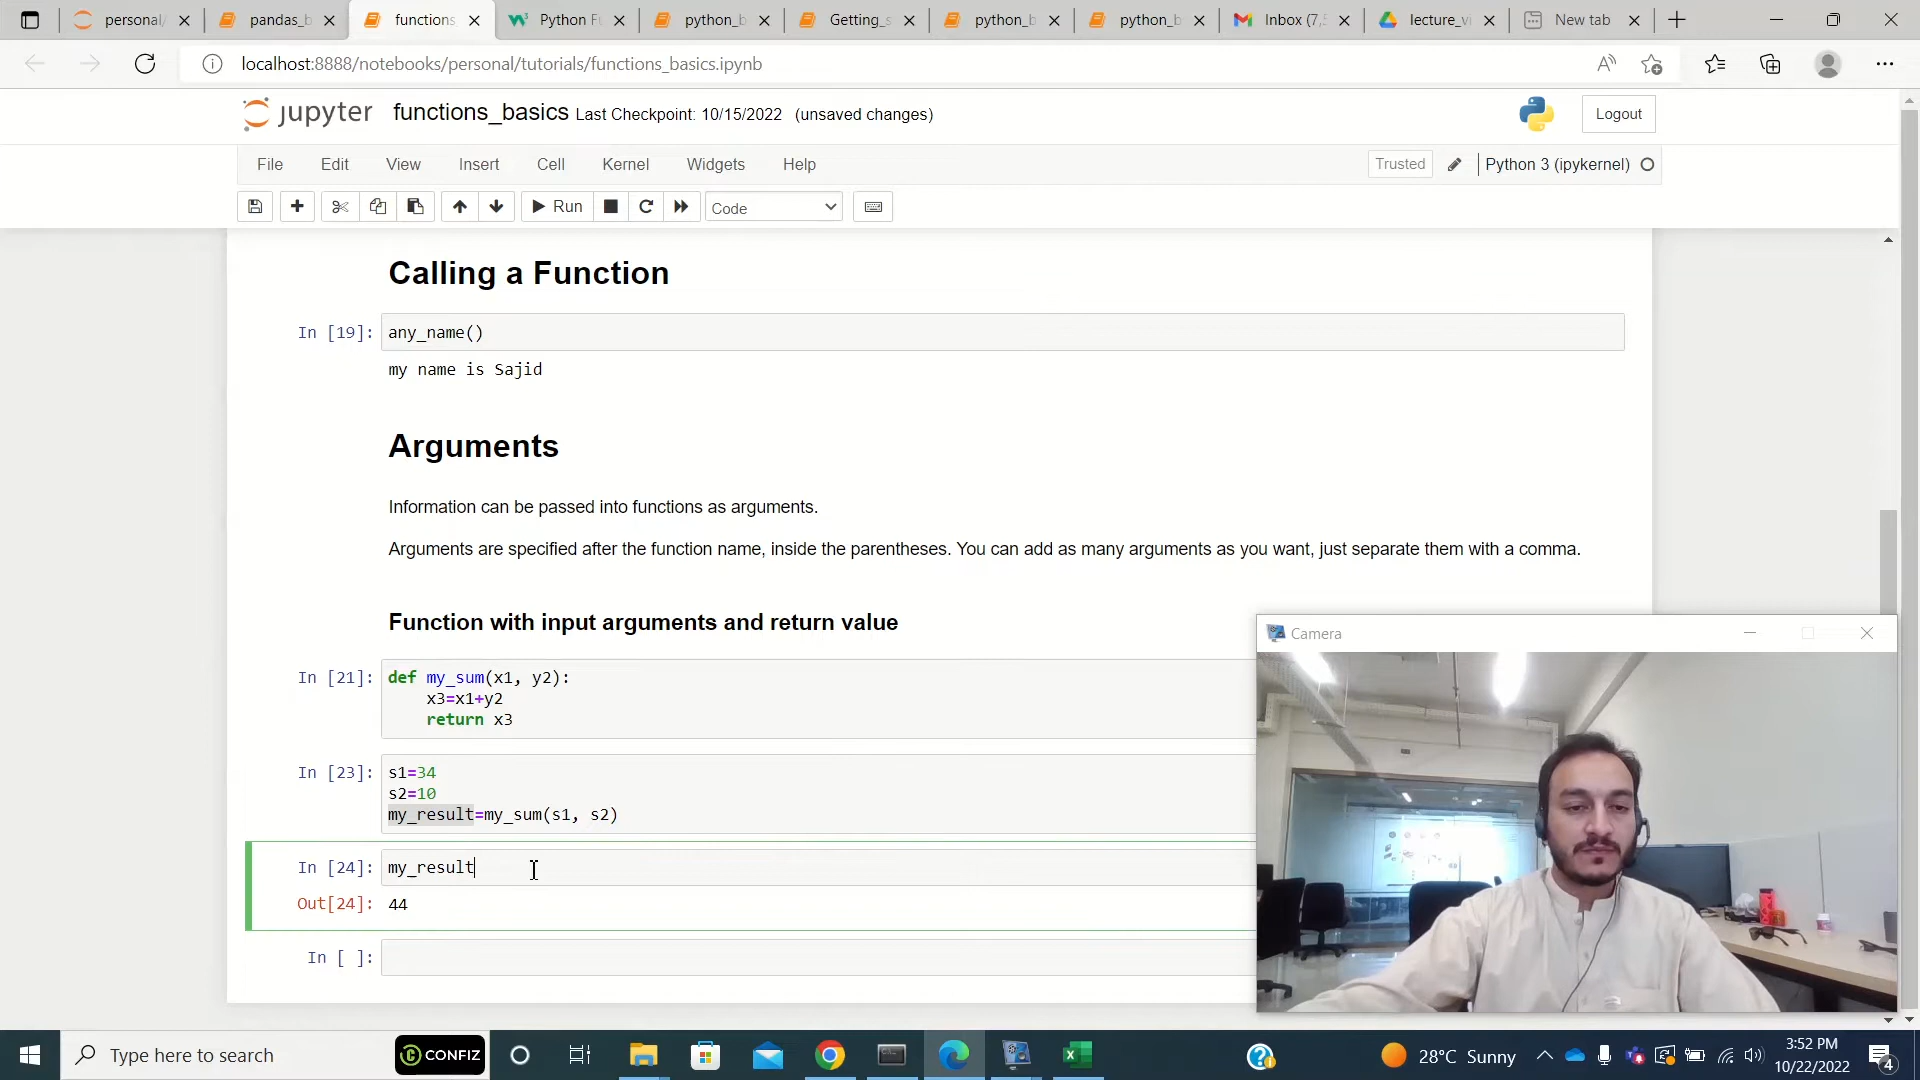 personal/
pandas_b
functions_
Python Fu
python_b
Getting_s
python_b
python_b
Inbox (7,5
lecture_vi
New tab
localhost:8888/notebooks/personal/tutorials/functions_basics.ipynb
jupyter functions_basics Last Checkpoint: 10/15/2022 (unsaved changes)
Logout
File Edit View Insert Cell Kernel Widgets Help
Trusted
Python 3 (ipykernel)
Run
Code
Calling a Function
In [19]: any_name()
my name is Sajid
Arguments
Information can be passed into functions as arguments.
Arguments are specified after the function name, inside the parentheses. You can add as many arguments as you want, just separate them with a comma.
Function with input arguments and return value
In [21]: def my_sum(x1, y2):
x3=x1+y2
return x3
In [23]: s1=34
s2=10
my_result=my_sum(s1, s2)
In [24]: my_result
Out[24]: 44
In [ ]:
Camera
Type here to search
CONFIZ
28°C Sunny
3:52 PM
10/22/2022
4